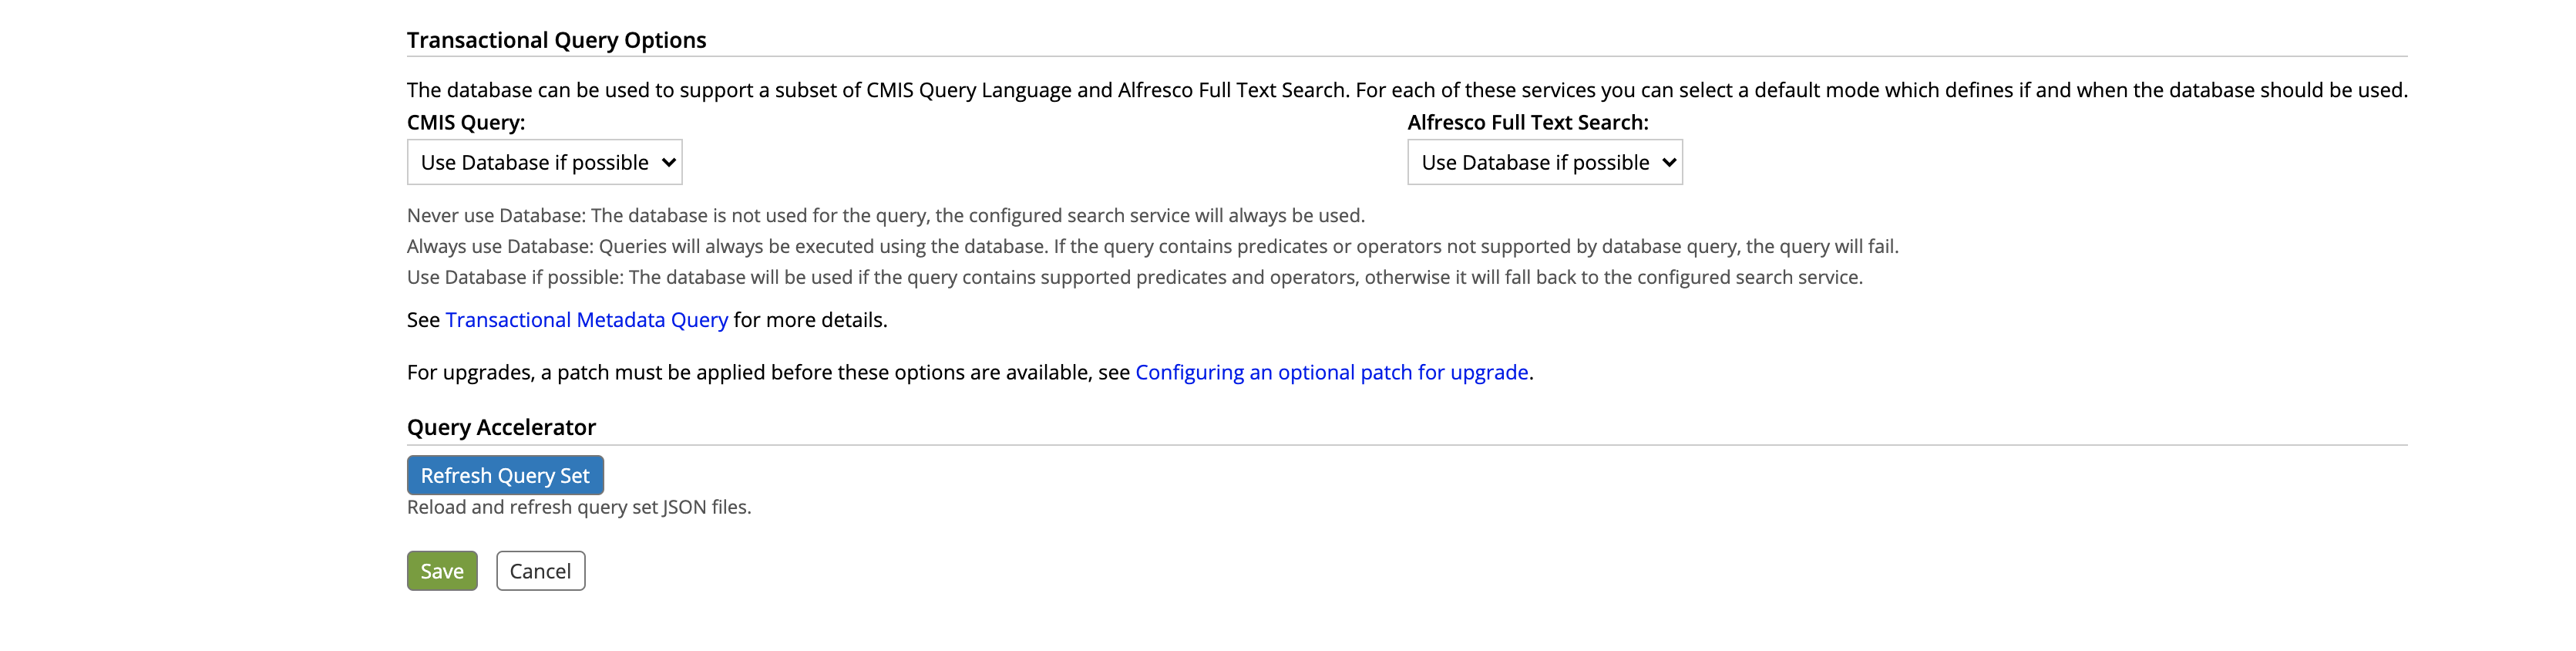 Transactional Query Options
The database can be used to support a subset of CMIS Query Language and Alfresco Full Text Search. For each of these services you can select a default mode which defines if and when the database should be used.
CMIS Query:
Alfresco Full Text Search:
Use Database if possible
Use Database if possible
Never use Database: The database is not used for the query, the configured search service will always be used.
Always use Database: Queries will always be executed using the database. If the query contains predicates or operators not supported by database query, the query will fail.
Use Database if possible: The database will be used if the query contains supported predicates and operators, otherwise it will fall back to the configured search service.
See Transactional Metadata Query for more details.
For upgrades, a patch must be applied before these options are available, see Configuring an optional patch for upgrade.
Query Accelerator
Refresh Query Set
Reload and refresh query set JSON files.
Save
Cancel